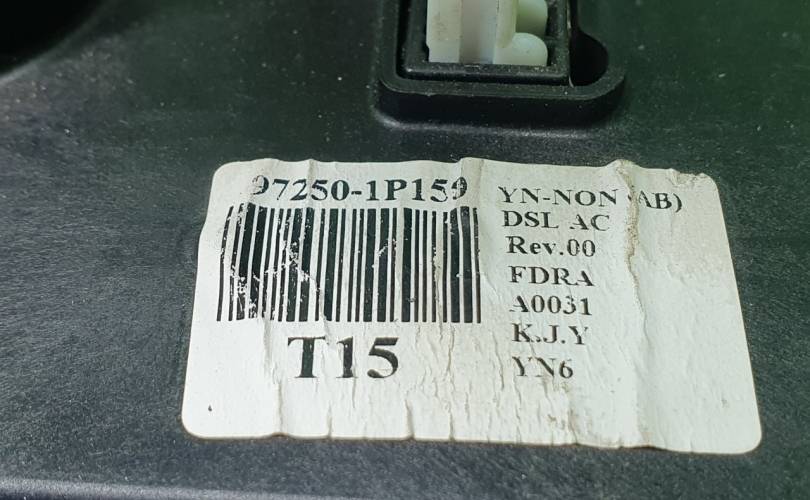 97250-1P159
T15
YN-NON (AB)
DSL AC
Rev.00
FDRA
A0031
K.J.Y
YN6